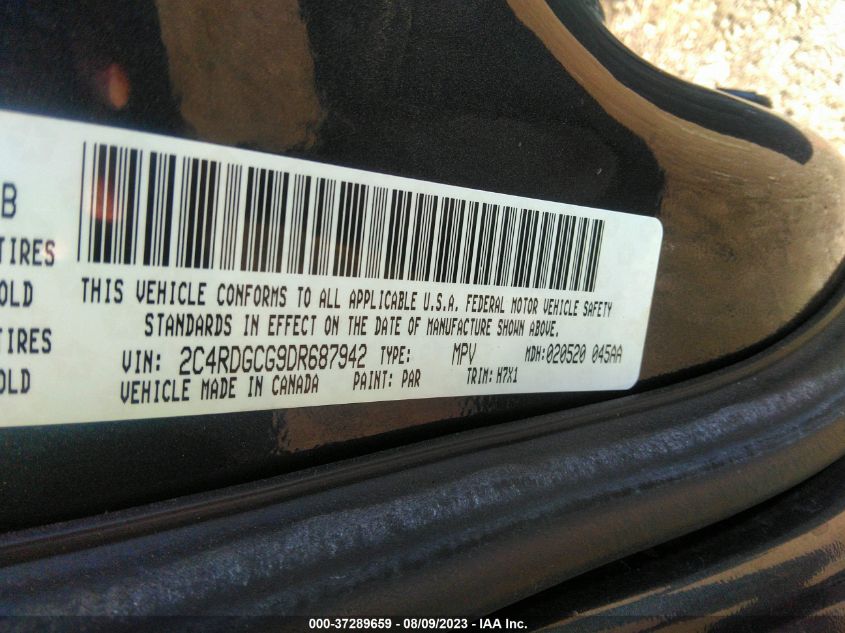 B
TIRES
OLD
TIRES
OLD
THIS VEHICLE CONFORMS TO ALL APPLICABLE U.S.A. FEDERAL MOTOR VEHICLE SAFETY
STANDARDS IN EFFECT ON THE DATE OF MANUFACTURE SHOWN ABOVE.
VIN: 2C4RDGCG9DR687942 TYPE: MPV MDH:020520 045AA
VEHICLE MADE IN CANADA PAINT: PAR TRIM: H7X1
000-37289659 - 08/09/2023 - IAA Inc.